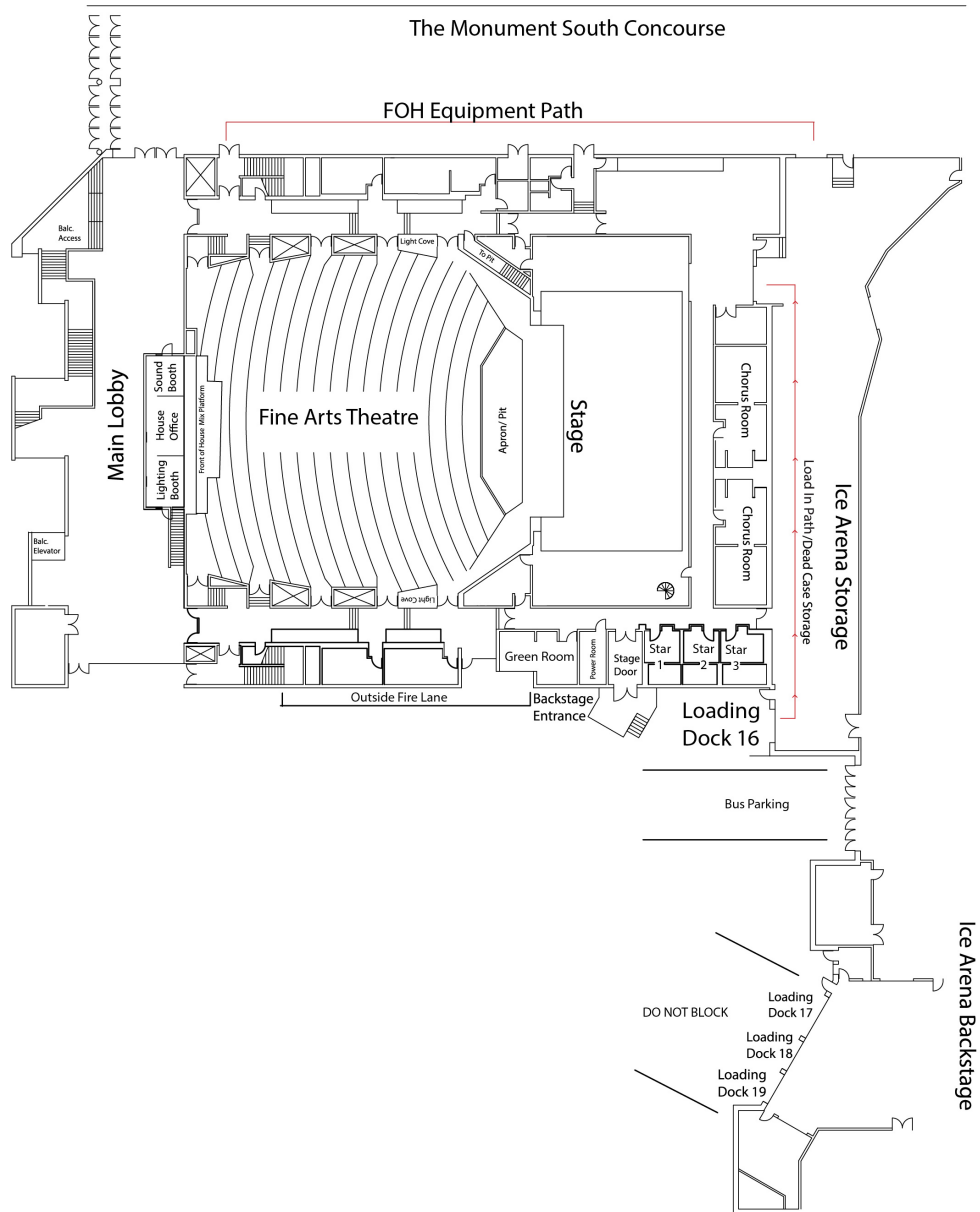 The Monument South Concourse
FOH Equipment Path
Balc.
Access
Light Cove
To Pit
Main Lobby
Sound
Booth
House
Office
Lighting
Booth
Front of House Mix Platform
Fine Arts Theatre
Apron/ Pit
Stage
Chorus Room
Chorus Room
Load In Path /Dead Case Storage
Ice Arena Storage
Balc.
Elevator
Light Cove
Green Room
Power Room
Stage
Door
Star
1
Star
2
Star
3
Outside Fire Lane
Backstage
Entrance
Loading
Dock 16
Bus Parking
Ice Arena Backstage
DO NOT BLOCK
Loading
Dock 17
Loading
Dock 18
Loading
Dock 19